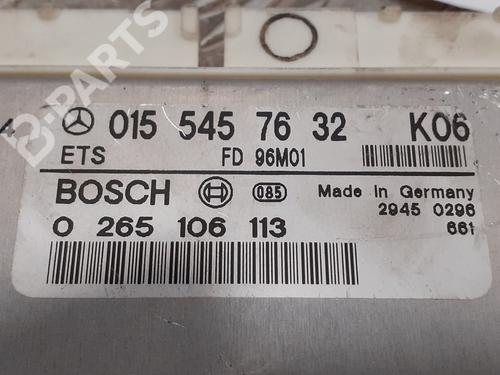 B-PARTS
4 015 545 76 32 K06
ETS FD 96M01
BOSCH 085 Made in Germany
2945 0296
0 265 106 113 661